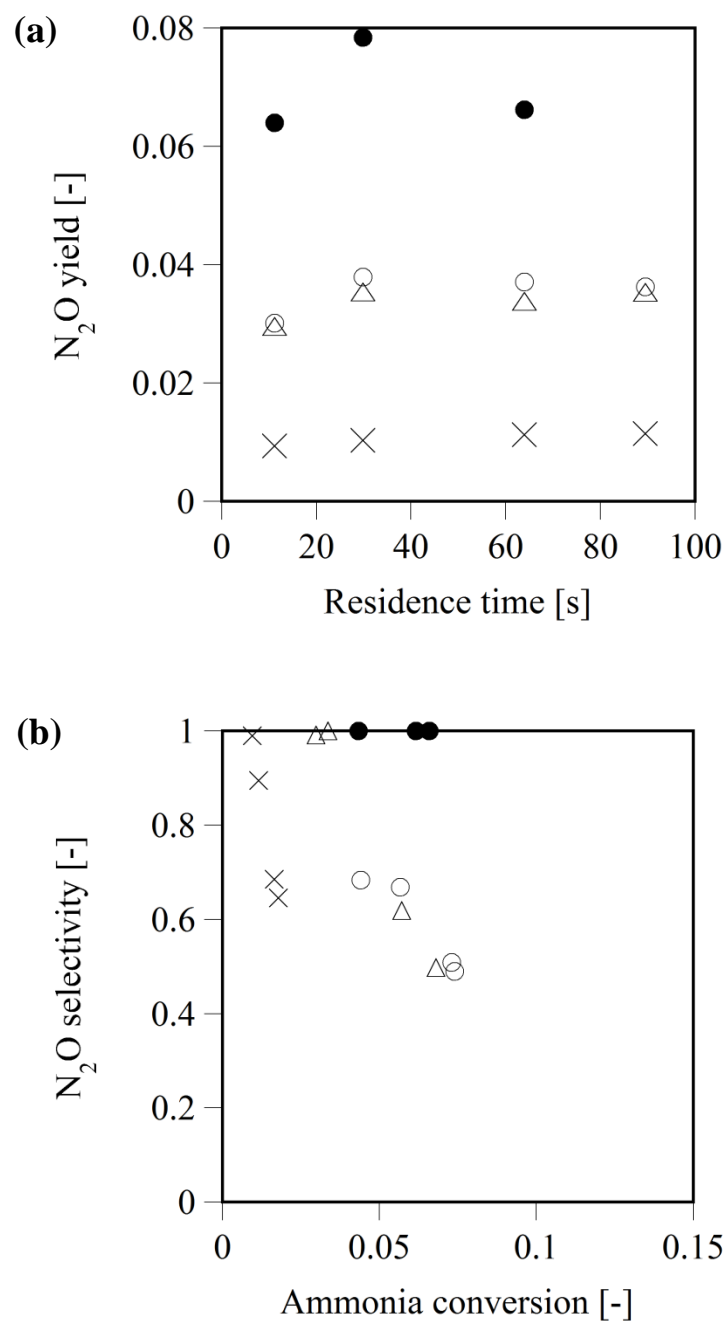 (a)
0.08
0.06
0.04
0.02
0
N₂O yield [-]
0 20 40 60 80 100
Residence time [s]
(b)
1
0.8
0.6
0.4
0.2
0
N₂O selectivity [-]
0 0.05 0.1 0.15
Ammonia conversion [-]